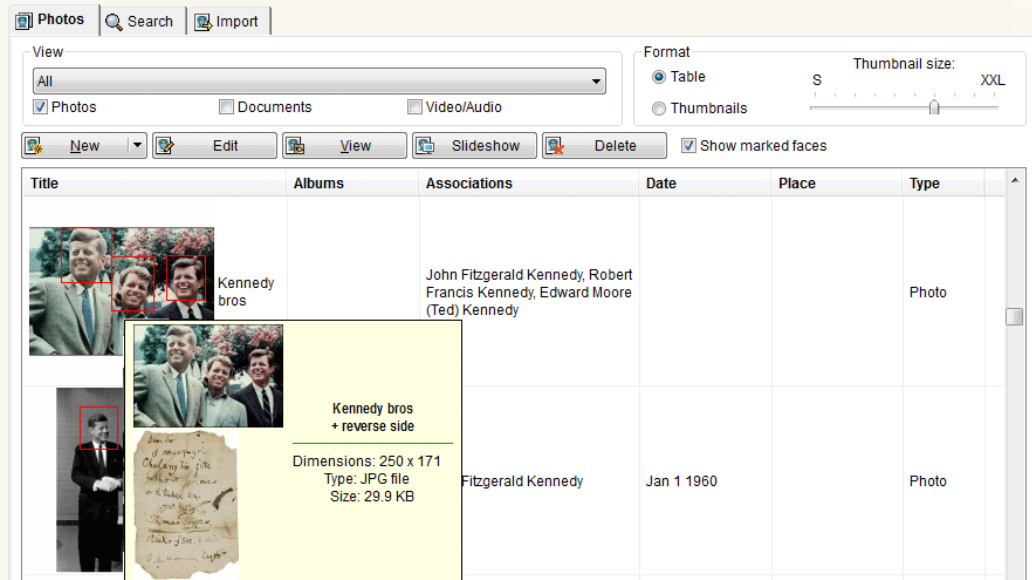 Photos Search Import
View
All
Photos Documents Video/Audio
Format
Table
Thumbnails
Thumbnail size:
S XXL
New Edit View Slideshow Delete Show marked faces
Title Albums Associations Date Place Type
Kennedy
bros
John Fitzgerald Kennedy, Robert
Francis Kennedy, Edward Moore
(Ted) Kennedy
Photo
Kennedy bros
+ reverse side
Dimensions: 250 x 171
Type: JPG file
Size: 29.9 KB
Fitzgerald Kennedy
Jan 1 1960
Photo